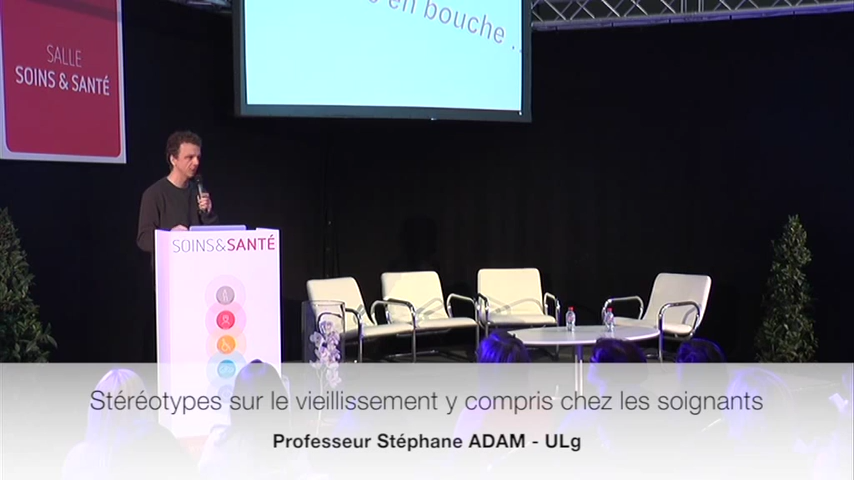 en bouche ...
SALLE
SOINS & SANTÉ
SOINS&SANTÉ
Stéréotypes sur le vieillissement y compris chez les soignants
Professeur Stéphane ADAM - ULg